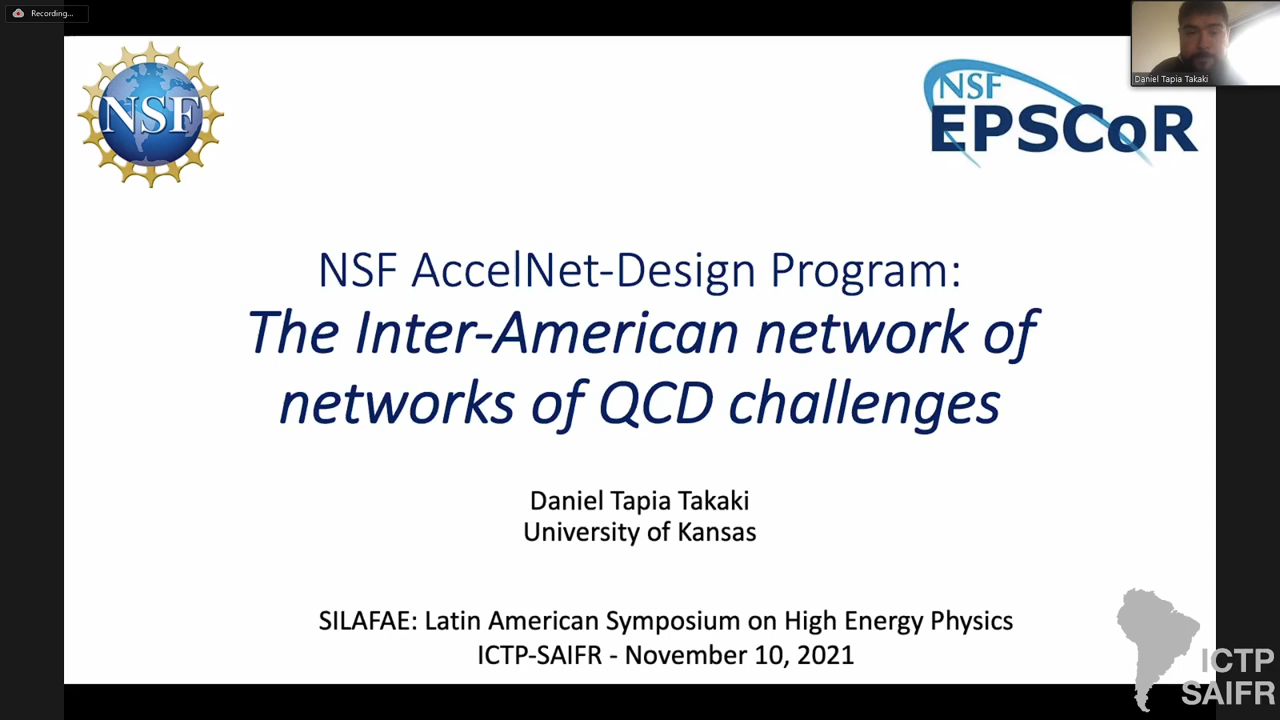 Recording...
NSF
NSF
EPSCoR
Daniel Tapia Takaki
NSF AccelNet-Design Program:
The Inter-American network of
networks of QCD challenges
Daniel Tapia Takaki
University of Kansas
SILAFAE: Latin American Symposium on High Energy Physics
ICTP-SAIFR - November 10, 2021
ICTP
SAIFR